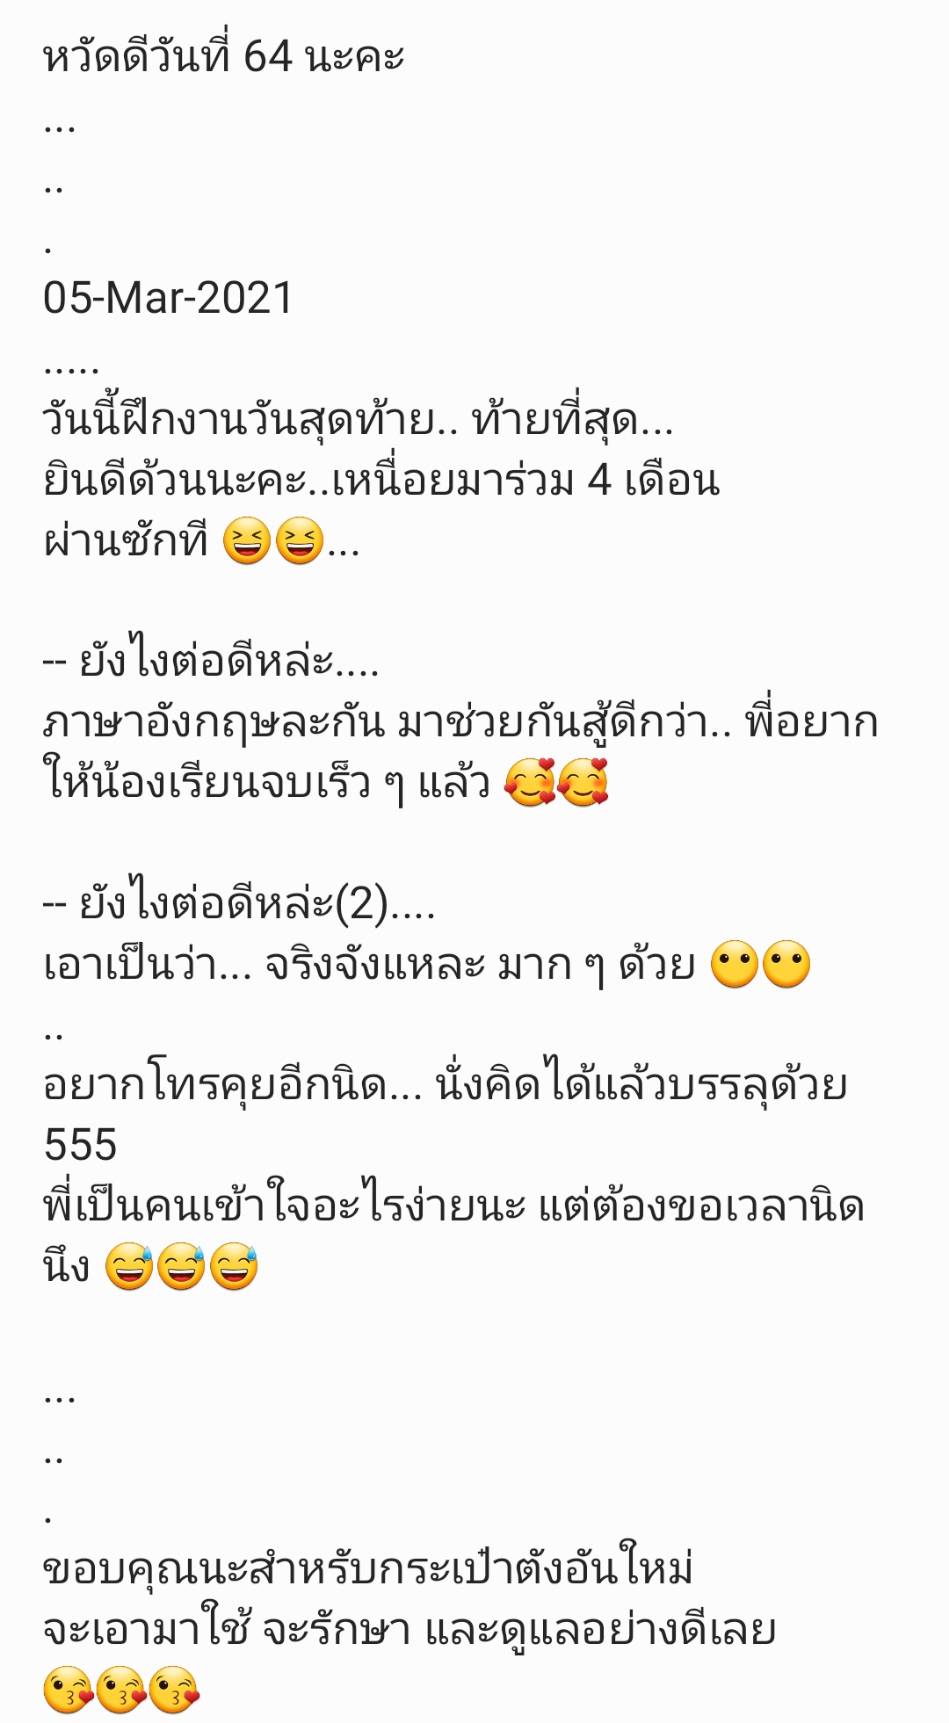 หวัดดีวันที่ 64 นะคะ
...
..
.
05-Mar-2021
.....
วันนี้ฝึกงานวันสุดท้าย.. ท้ายที่สุด...
ยินดีด้วนนะคะ..เหนื่อยมาร่วม 4 เดือน
ผ่านซักที 😆😆...
-- ยังไงต่อดีหล่ะ....
ภาษาอังกฤษละกัน มาช่วยกันสู้ดีกว่า.. พี่อยาก
ให้น้องเรียนจบเร็ว ๆ แล้ว 🥰🥰
-- ยังไงต่อดีหล่ะ(2)....
เอาเป็นว่า... จริงจังแหละ มาก ๆ ด้วย 😶😶
..
อยากโทรคุยอีกนิด... นั่งคิดได้แล้วบรรลุด้วย
555
พี่เป็นคนเข้าใจอะไรง่ายนะ แต่ต้องขอเวลานิด
นึง 😅😅😅
...
..
.
ขอบคุณนะสำหรับกระเป๋าตังอันใหม่
จะเอามาใช้ จะรักษา และดูแลอย่างดีเลย
😘😘😘